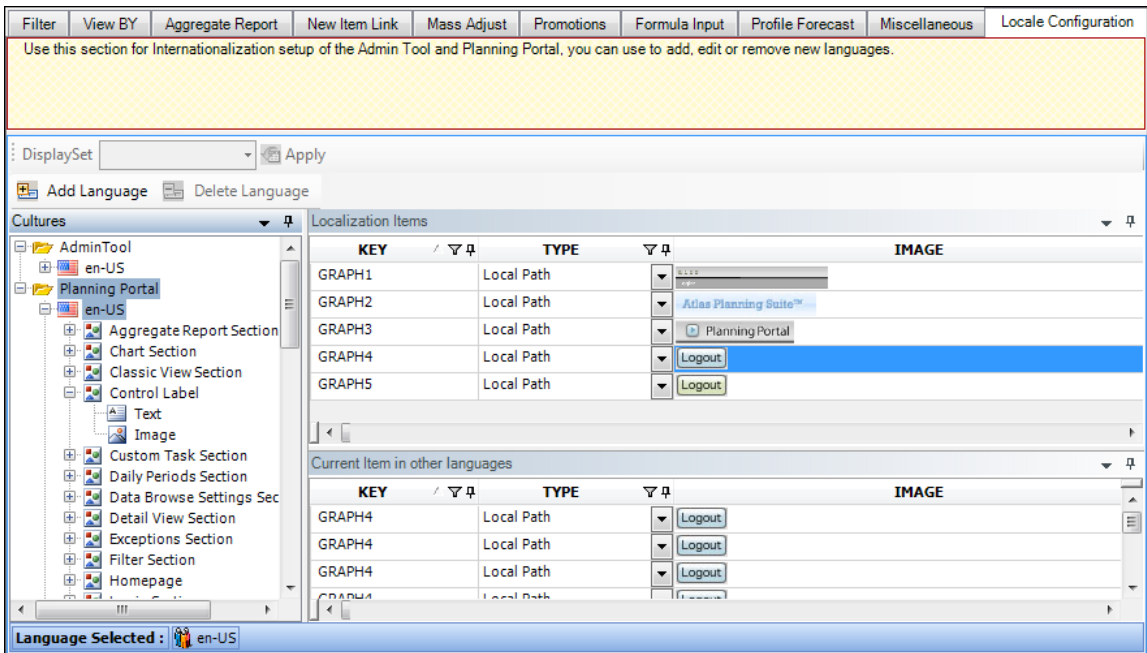 Filter View BY Aggregate Report New Item Link Mass Adjust Promotions Formula Input Profile Forecast Miscellaneous Locale Configuration
Use this section for Internationalization setup of the Admin Tool and Planning Portal, you can use to add, edit or remove new languages.
DisplaySet Apply
Add Language Delete Language
Cultures
AdminTool
en-US
Planning Portal
en-US
Aggregate Report Section
Chart Section
Classic View Section
Control Label
Text
Image
Custom Task Section
Daily Periods Section
Data Browse Settings Sec
Detail View Section
Exceptions Section
Filter Section
Homepage
Localization Items
KEY TYPE IMAGE
GRAPH1 Local Path
GRAPH2 Local Path Atlas Planning Suite™
GRAPH3 Local Path Planning Portal
GRAPH4 Local Path Logout
GRAPH5 Local Path Logout
Current Item in other languages
KEY TYPE IMAGE
GRAPH4 Local Path Logout
GRAPH4 Local Path Logout
GRAPH4 Local Path Logout
GRAPH4 Local Path Logout
Language Selected : en-US